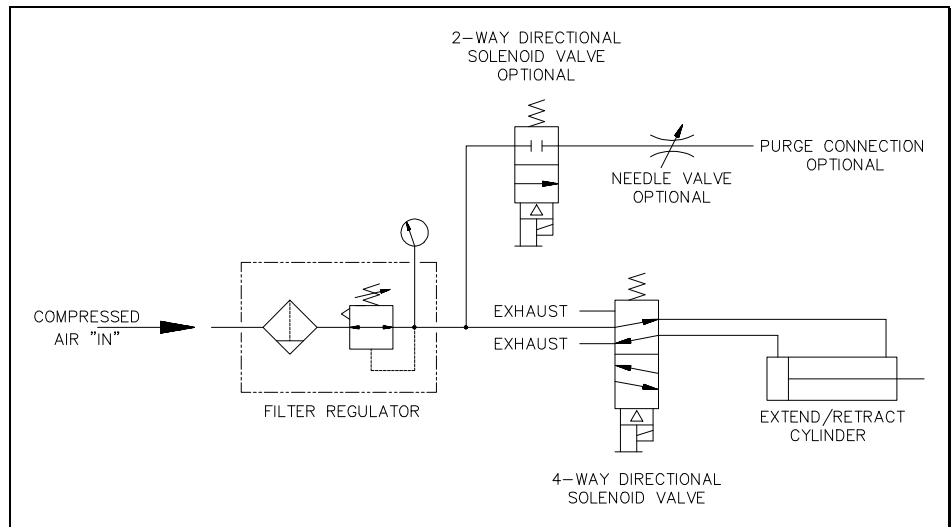 2-WAY DIRECTIONAL
SOLENOID VALVE
OPTIONAL
PURGE CONNECTION
OPTIONAL
NEEDLE VALVE
OPTIONAL
COMPRESSED
AIR "IN"
EXHAUST
EXHAUST
FILTER REGULATOR
EXTEND/RETRACT
CYLINDER
4-WAY DIRECTIONAL
SOLENOID VALVE